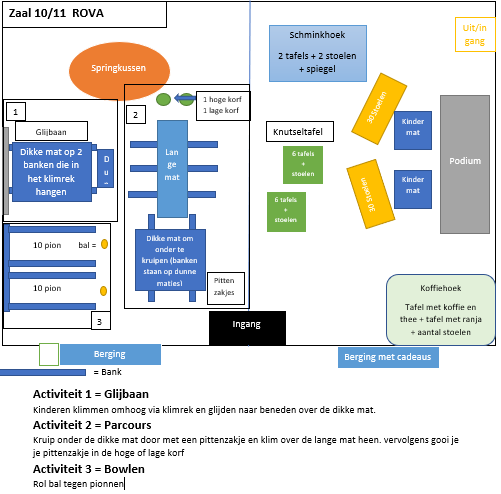 Zaal 10/11 ROVA
Springkussen
Schminkhoek
2 tafels + 2 stoelen
+ spiegel
Uit/in
gang
1
Glijbaan
Dikke mat op 2
banken die in
het klimrek
hangen
D
u
2
1 hoge korf
1 lage korf
La
nge
mat
Dikke mat om
onder te
kruipen (banken
staan op dunne
maties)
Pitten
zakjes
Knutseltafel
6 tafels
+
stoelen
6 tafels
+
stoelen
30 Stoelen
30 Stoelen
Kinder
mat
Kinder
mat
Podium
10 pion
bal =
10 pion
3
Koffiehoek
Tafel met koffie en
thee + tafel met ranja
+ aantal stoelen
Ingang
Berging
Berging met cadeaus
= Bank
Activiteit 1 = Glijbaan
Kinderen klimmen omhoog via klimrek en glijden naar beneden over de dikke mat.
Activiteit 2 = Parcours
Kruip onder de dikke mat door met een pittenzakje en klim over de lange mat heen. vervolgens gooi je
je pittenzakje in de hoge of lage korf
Activiteit 3 = Bowlen
Rol bal tegen pionnen